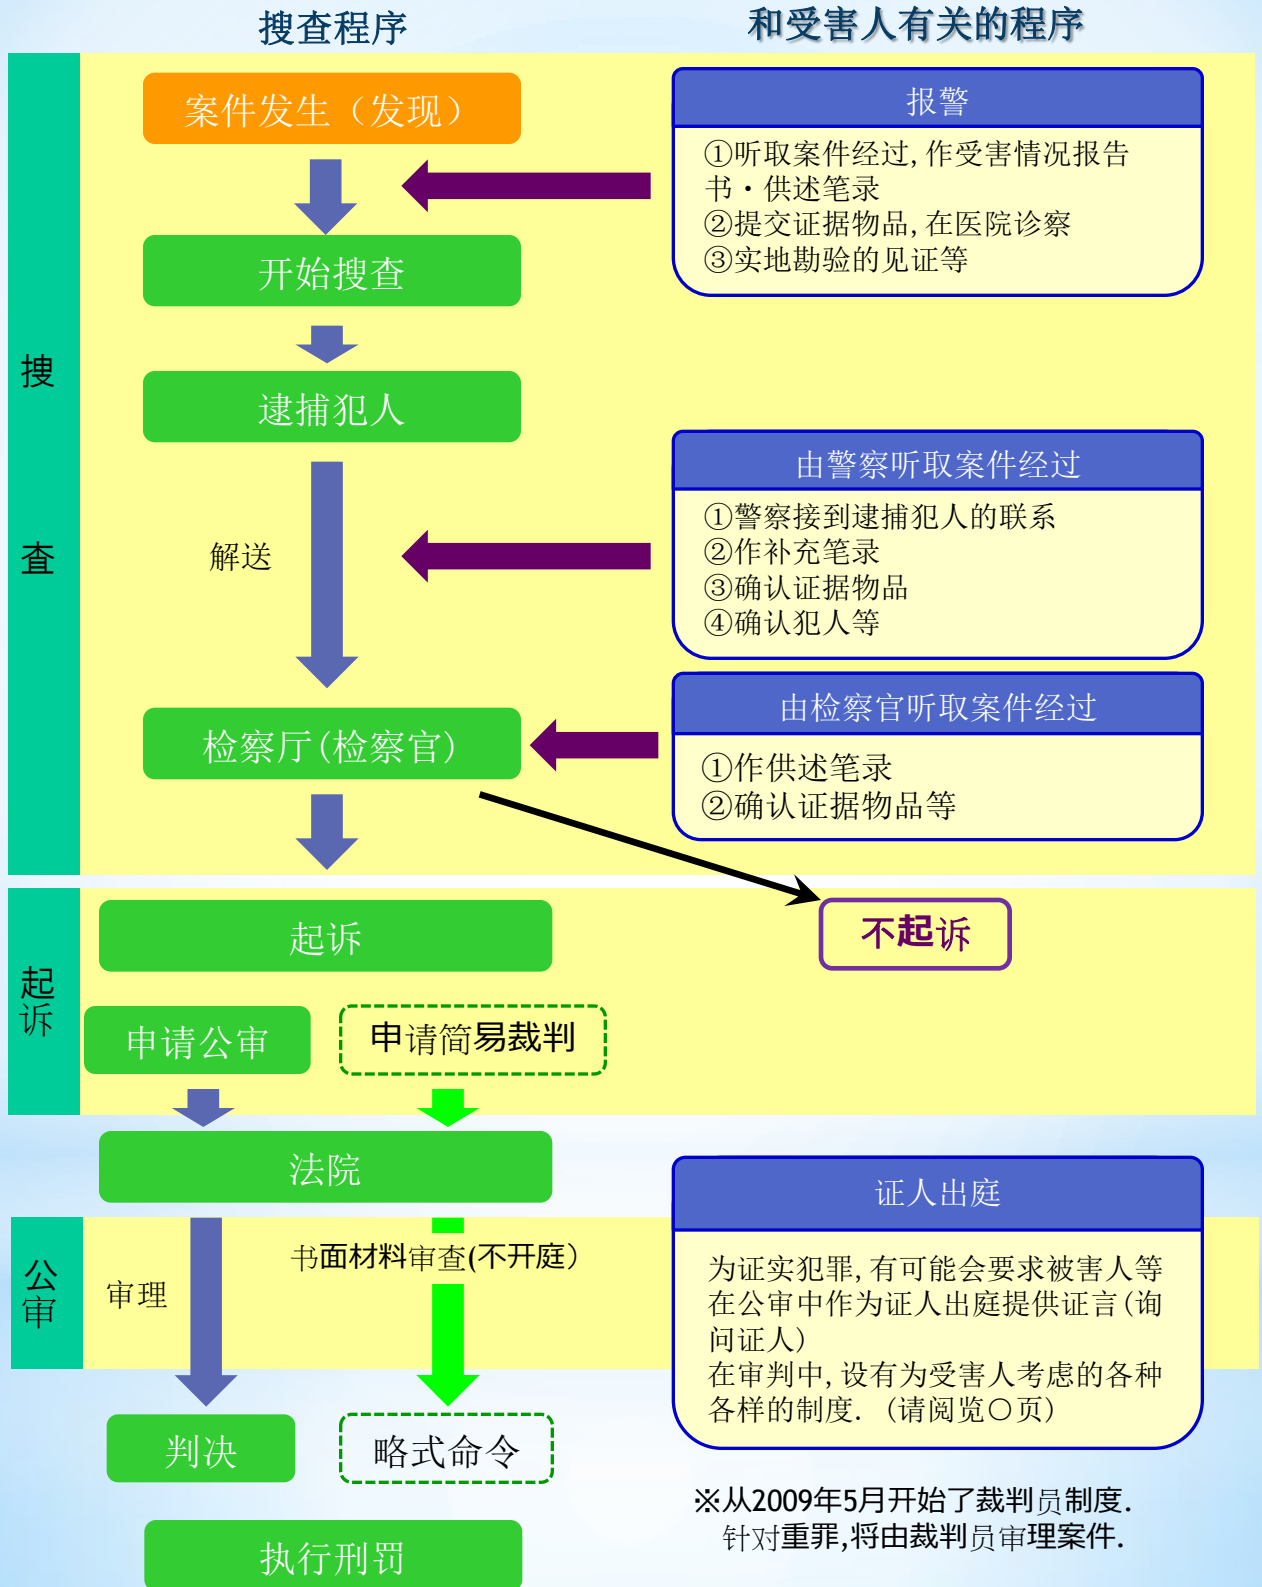 搜查程序
和受害人有关的程序
案件发生（发现）
报警
①听取案件经过,作受害情况报告
书・供述笔录
②提交证据物品,在医院诊察
③实地勘验的见证等
开始搜查
搜
查
逮捕犯人
由警察听取案件经过
①警察接到逮捕犯人的联系
②作补充笔录
③确认证据物品
④确认犯人等
解送
检察厅(检察官)
由检察官听取案件经过
①作供述笔录
②确认证据物品等
起
诉
起诉
不起诉
申请公审
申请简易裁判
法院
公
审
审理
书面材料审查(不开庭）
证人出庭
为证实犯罪,有可能会要求被害人等
在公审中作为证人出庭提供证言(询
问证人)
在审判中,设有为受害人考虑的各种
各样的制度. (请阅览〇页)
判决
略式命令
※从2009年5月开始了裁判员制度.
针对重罪,将由裁判员审理案件.
执行刑罚